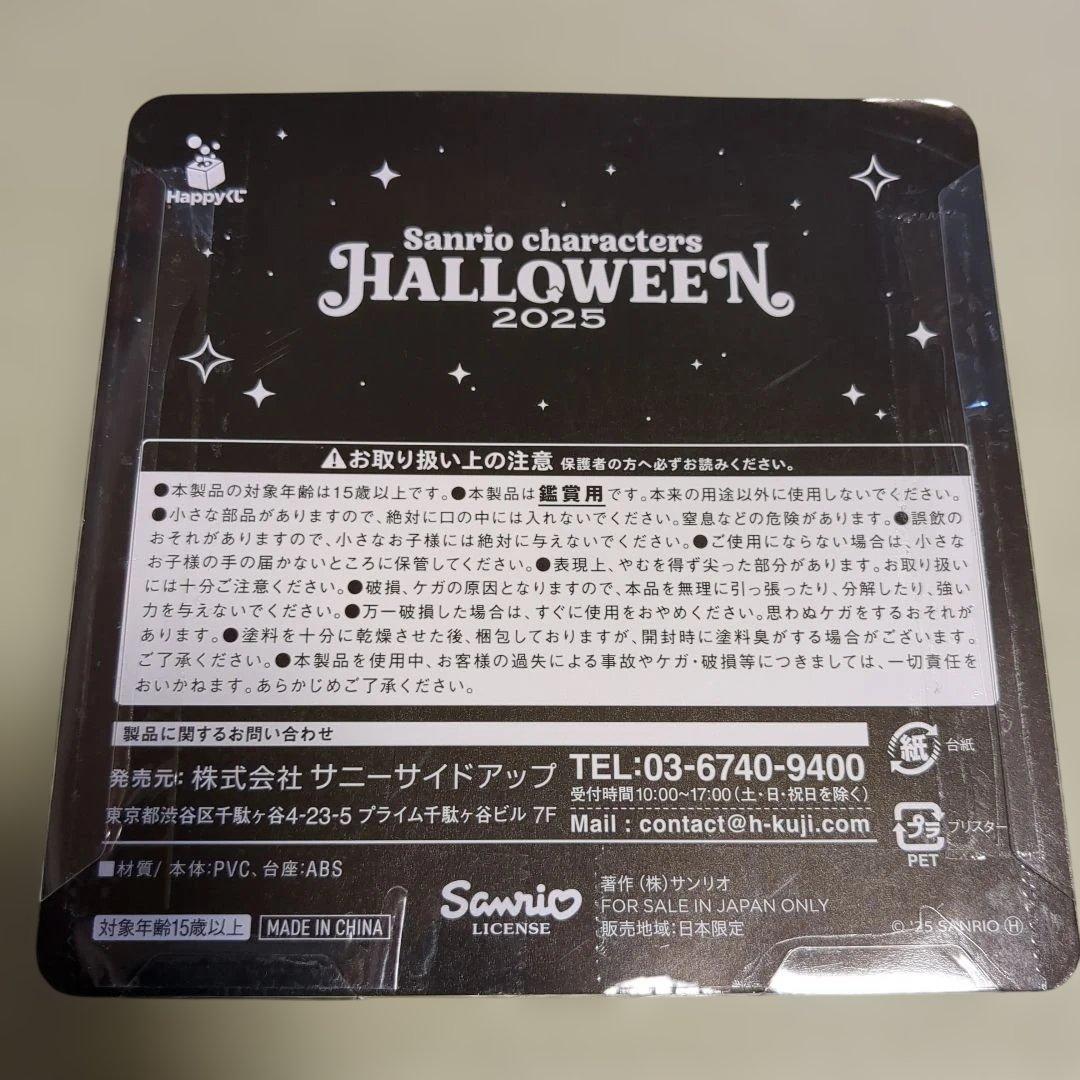 Happyくじ
Sanrio characters
HALLOWEEN
2025
お取り扱い上の注意 保護者の方へ必ずお読みください。
●本製品の対象年齢は15歳以上です。●本製品は鑑賞用です。本来の用途以外に使用しないでください。
●小さな部品がありますので、絶対に口の中には入れないでください。窒息などの危険があります。●誤飲の
おそれがありますので、小さなお子様には絶対に与えないでください。●ご使用にならない場合は、小さな
お子様の手の届かないところに保管してください。●表現上、やむを得ず尖った部分があります。お取り扱い
には十分ご注意ください。●破損、ケガの原因となりますので、本品を無理に引っ張ったり、分解したり、強い
力を与えないでください。●万一破損した場合は、すぐに使用をおやめください。思わぬケガをするおそれが
あります。●塗料を十分に乾燥させた後、梱包しておりますが、開封時に塗料臭がする場合がございます。
ご了承ください。●本製品を使用中、お客様の過失による事故やケガ・破損等につきましては、一切責任を
おいかねます。あらかじめご了承ください。
製品に関するお問い合わせ
発売元: 株式会社 サニーサイドアップ
東京都渋谷区千駄ヶ谷4-23-5 プライム千駄ヶ谷ビル 7F
TEL:03-6740-9400
受付時間10:00~17:00(土・日・祝日を除く)
Mail : contact@h-kuji.com
紙 台紙
プラ ブリスター
PET
■材質/ 本体:PVC、台座:ABS
対象年齢15歳以上 MADE IN CHINA
Sanrio
LICENSE
著作 (株)サンリオ
FOR SALE IN JAPAN ONLY
販売地域:日本限定
© '25 SANRIO Ⓗ